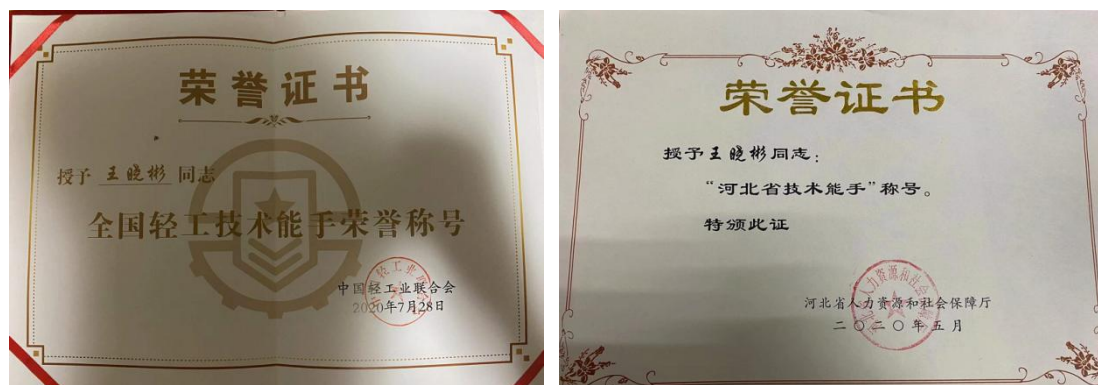 荣誉证书
授予 王晓彬 同志
全国轻工技术能手荣誉称号
中国轻工业联合会
2020年7月28日
荣誉证书
授予王晓彬同志：
“河北省技术能手”称号。
特颁此证
河北省人力资源和社会保障厅
二〇二〇年五月